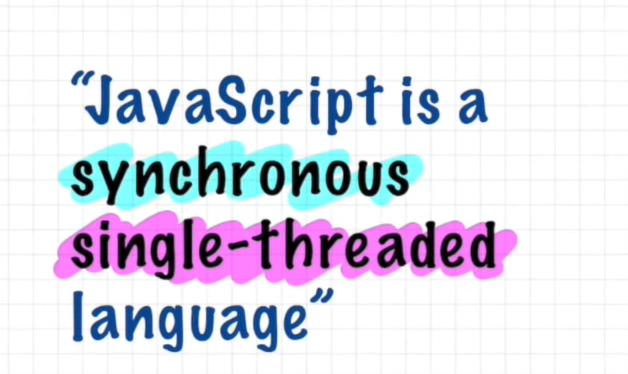 “JavaScript is a
synchronous
single-threaded
language”